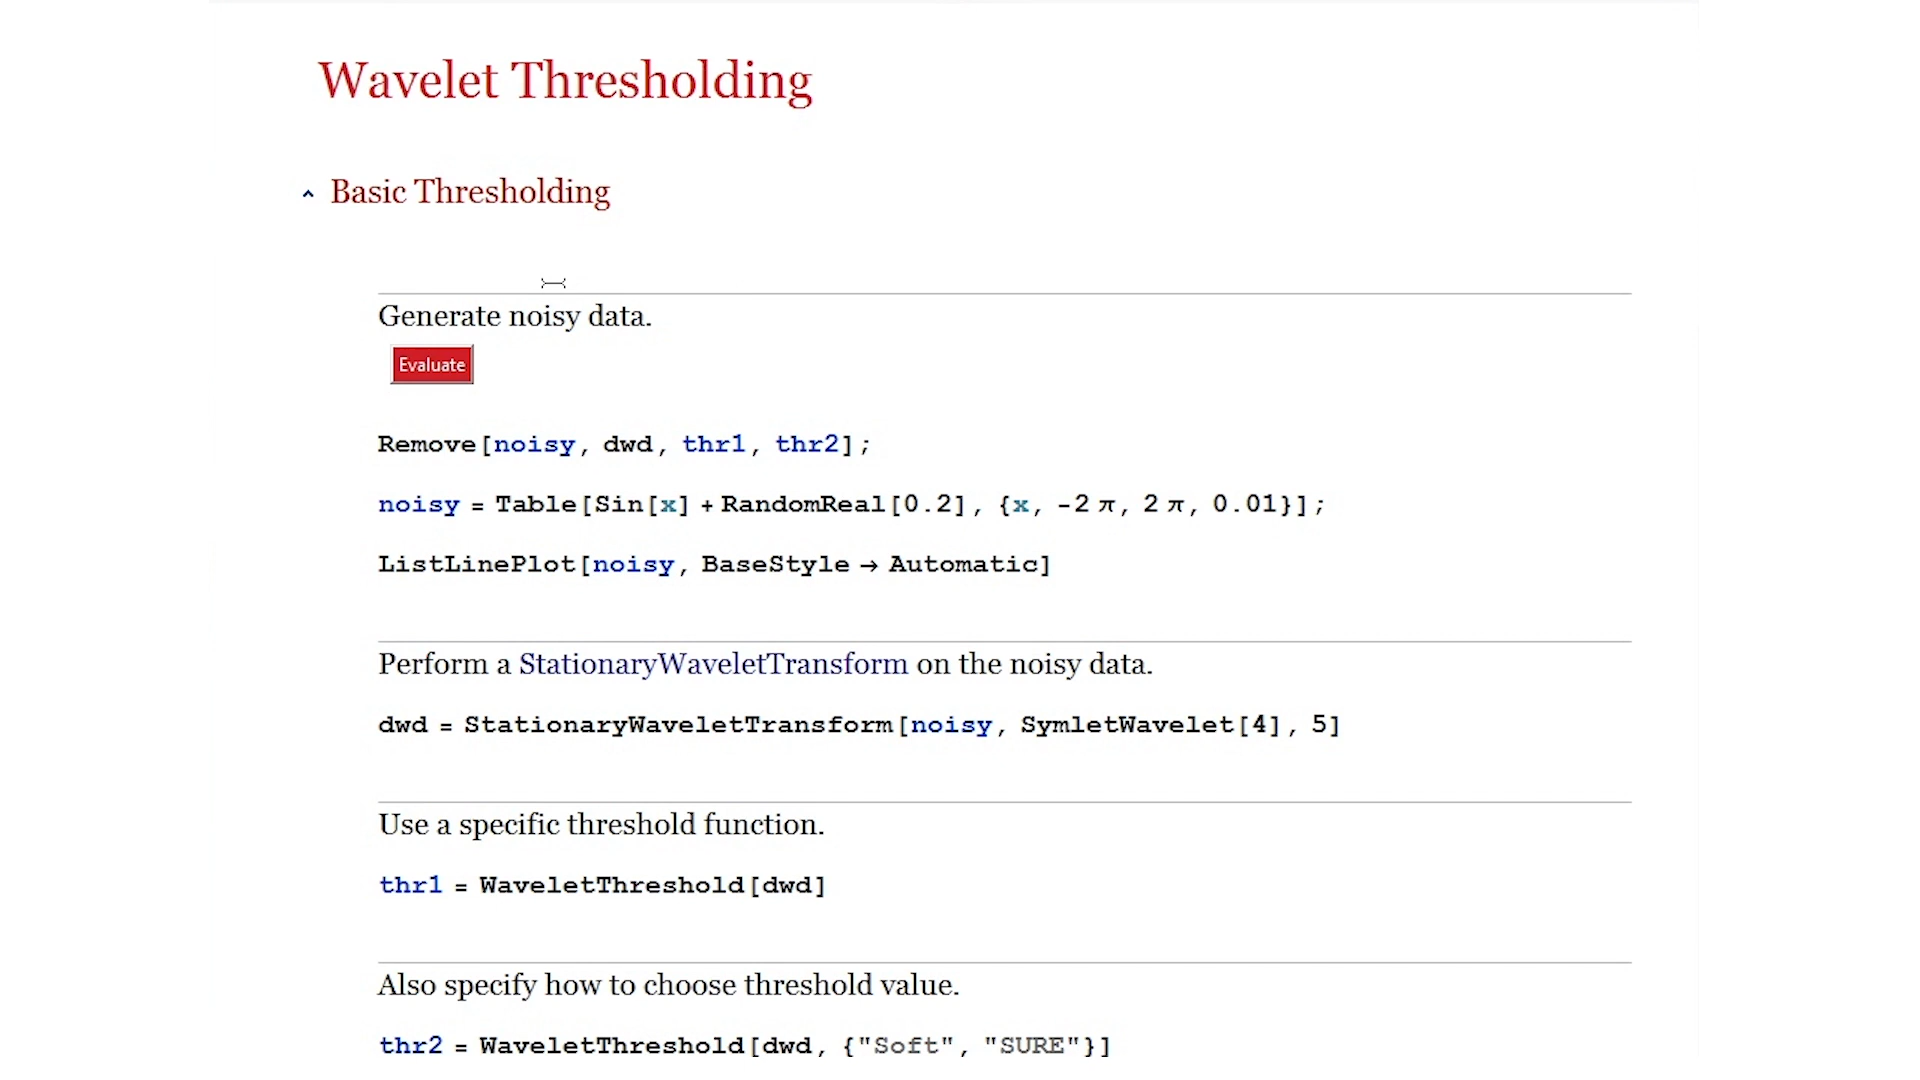 Wavelet Thresholding
Basic Thresholding
Generate noisy data.
Evaluate
Remove[noisy, dwd, thr1, thr2];
noisy = Table[Sin[x] + RandomReal[0.2], {x, -2 π, 2 π, 0.01}];
ListLinePlot[noisy, BaseStyle → Automatic]
Perform a StationaryWaveletTransform on the noisy data.
dwd = StationaryWaveletTransform[noisy, SymletWavelet[4], 5]
Use a specific threshold function.
thr1 = WaveletThreshold[dwd]
Also specify how to choose threshold value.
thr2 = WaveletThreshold[dwd, {"Soft", "SURE"}]